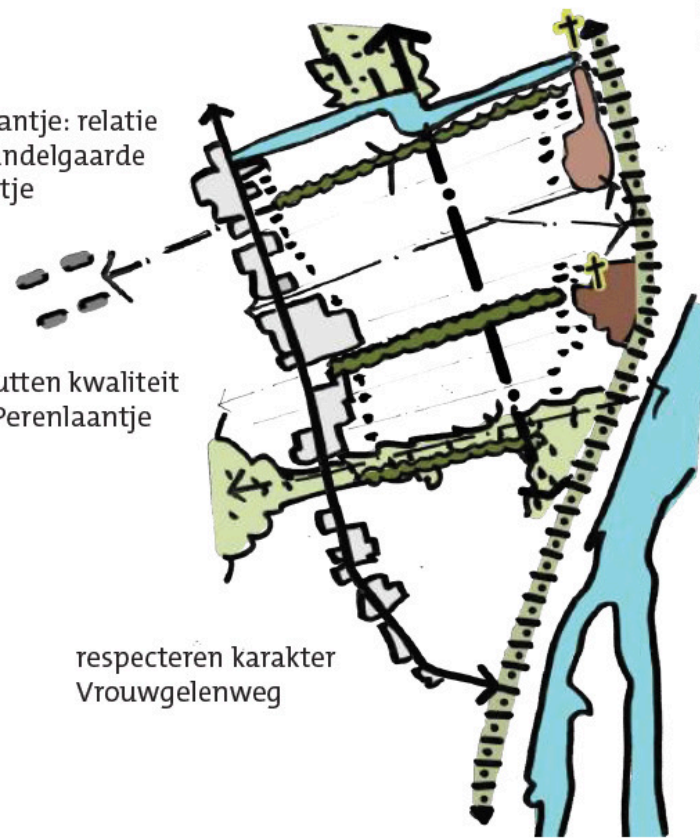 antje: relatie
ndelgaarde
tje
utten kwaliteit
Perenlaantje
respecteren karakter
Vrouwgelenweg